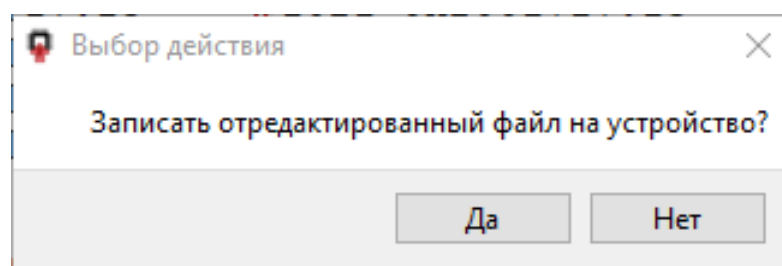 Выбор действия
Записать отредактированный файл на устройство?
Да
Нет